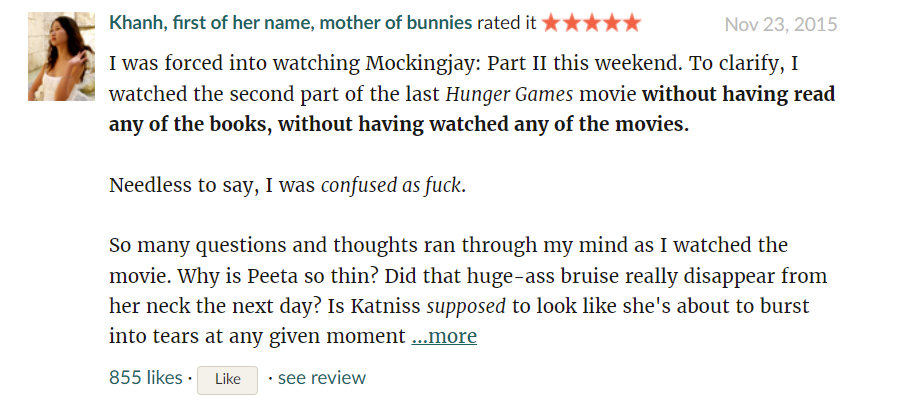 Khanh, first of her name, mother of bunnies rated it ★★★★★ Nov 23, 2015
I was forced into watching Mockingjay: Part II this weekend. To clarify, I
watched the second part of the last Hunger Games movie without having read
any of the books, without having watched any of the movies.
Needless to say, I was confused as fuck.
So many questions and thoughts ran through my mind as I watched the
movie. Why is Peeta so thin? Did that huge-ass bruise really disappear from
her neck the next day? Is Katniss supposed to look like she's about to burst
into tears at any given moment ...more
855 likes · Like · see review